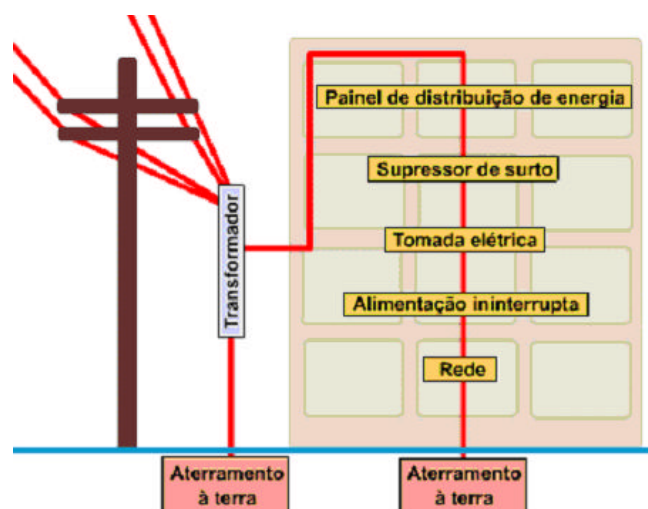 Painel de distribuição de energia
Supressor de surto
Transformador
Tomada elétrica
Alimentação ininterrupta
Rede
Aterramento
à terra
Aterramento
à terra